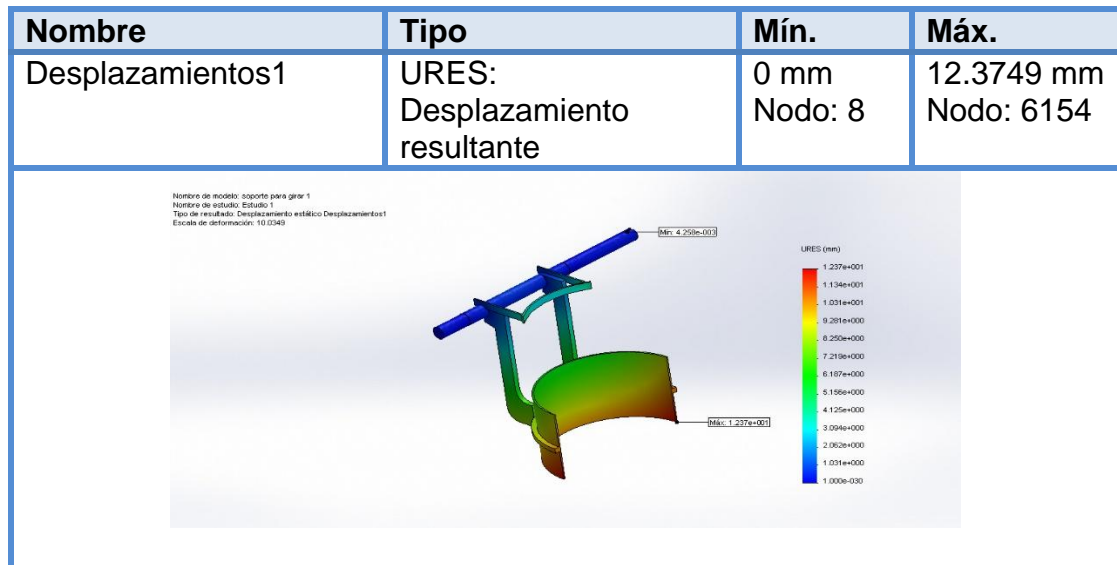 Nombre Tipo Mín. Máx.
Desplazamientos1 URES: 0 mm 12.3749 mm
Desplazamiento Nodo: 8 Nodo: 6154
resultante
Nombre de modelo: soporte para girar 1
Nombre de estudio: Estudio 1
Tipo de resultado: Desplazamiento estático Desplazamientos1
Escala de deformación: 10.0349
Mín: 4.258e-003
URES (mm)
1.237e+001
1.134e+001
1.031e+001
9.281e+000
8.250e+000
7.219e+000
6.187e+000
5.156e+000
4.125e+000
3.094e+000
2.062e+000
1.031e+000
1.000e-030
Máx: 1.237e+001